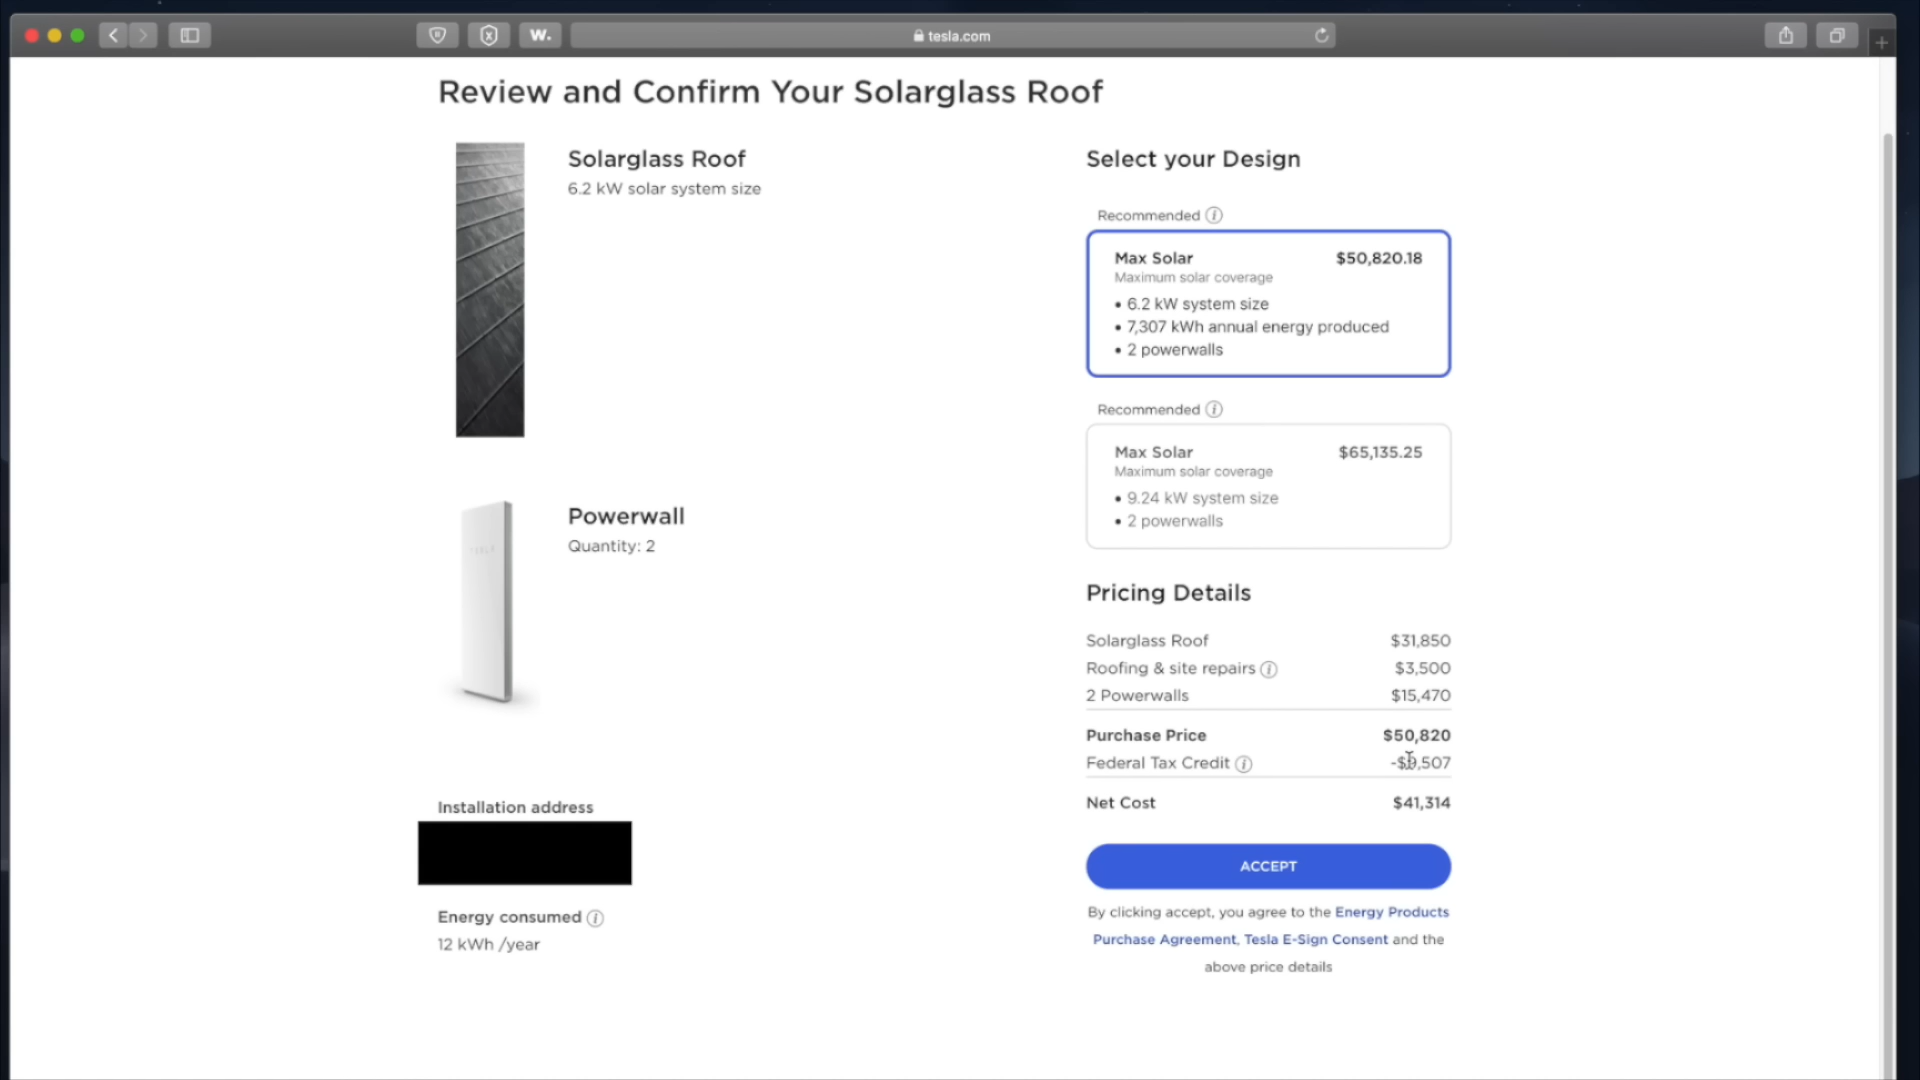 W.
tesla.com
Review and Confirm Your Solarglass Roof
Solarglass Roof
6.2 kW solar system size
Powerwall
Quantity: 2
Installation address
Energy consumed
12 kWh /year
Select your Design
Recommended
Max Solar $50,820.18
Maximum solar coverage
• 6.2 kW system size
• 7,307 kWh annual energy produced
• 2 powerwalls
Recommended
Max Solar $65,135.25
Maximum solar coverage
• 9.24 kW system size
• 2 powerwalls
Pricing Details
Solarglass Roof $31,850
Roofing & site repairs $3,500
2 Powerwalls $15,470
Purchase Price $50,820
Federal Tax Credit -$9,507
Net Cost $41,314
ACCEPT
By clicking accept, you agree to the Energy Products
Purchase Agreement, Tesla E-Sign Consent and the
above price details